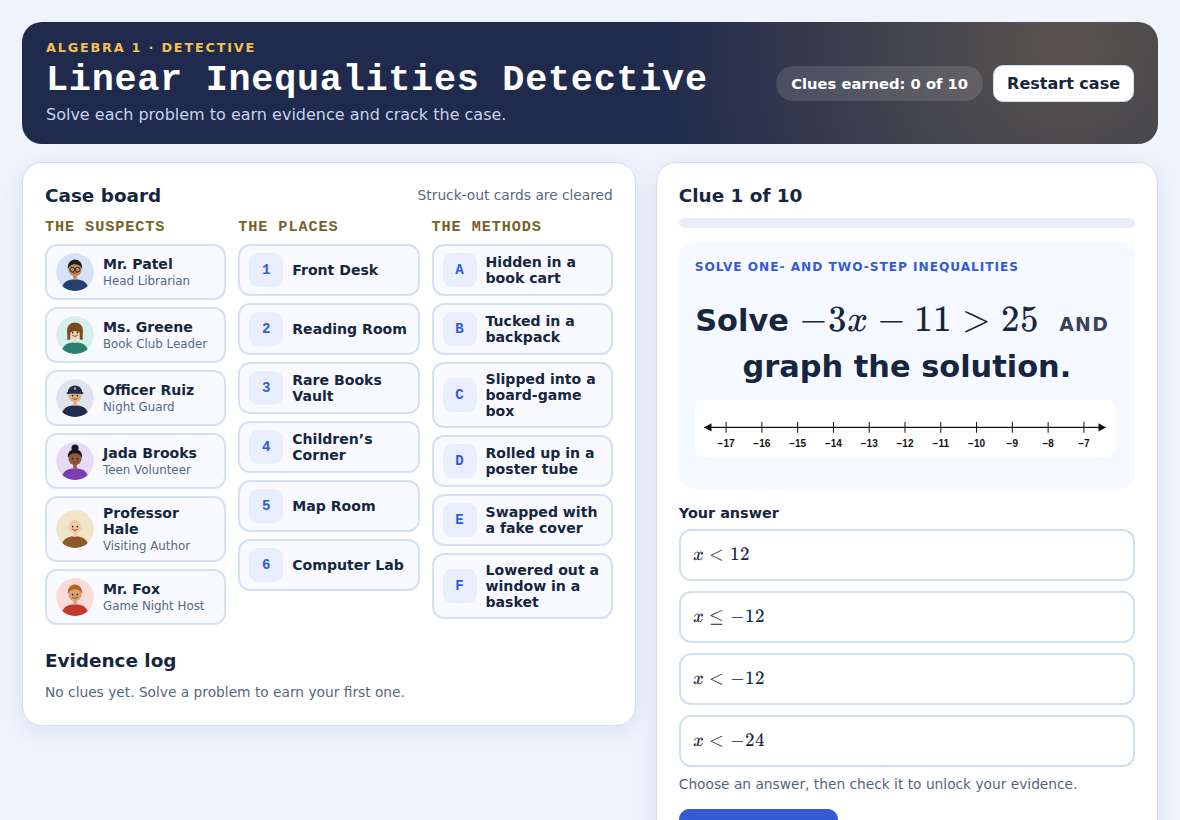 ALGEBRA 1 · DETECTIVE
Linear Inequalities Detective
Solve each problem to earn evidence and crack the case.
Clues earned: 0 of 10
Restart case
Case board
Struck-out cards are cleared
THE SUSPECTS
Mr. Patel
Head Librarian
Ms. Greene
Book Club Leader
Officer Ruiz
Night Guard
Jada Brooks
Teen Volunteer
Professor
Hale
Visiting Author
Mr. Fox
Game Night Host
THE PLACES
1 Front Desk
2 Reading Room
3 Rare Books
Vault
4 Children’s
Corner
5 Map Room
6 Computer Lab
THE METHODS
A Hidden in a
book cart
B Tucked in a
backpack
C Slipped into a
board-game
box
D Rolled up in a
poster tube
E Swapped with
a fake cover
F Lowered out a
window in a
basket
Evidence log
No clues yet. Solve a problem to earn your first one.
Clue 1 of 10
SOLVE ONE- AND TWO-STEP INEQUALITIES
Solve −3x − 11 > 25 AND
graph the solution.
−17 −16 −15 −14 −13 −12 −11 −10 −9 −8 −7
Your answer
x < 12
x ≤ −12
x < −12
x < −24
Choose an answer, then check it to unlock your evidence.